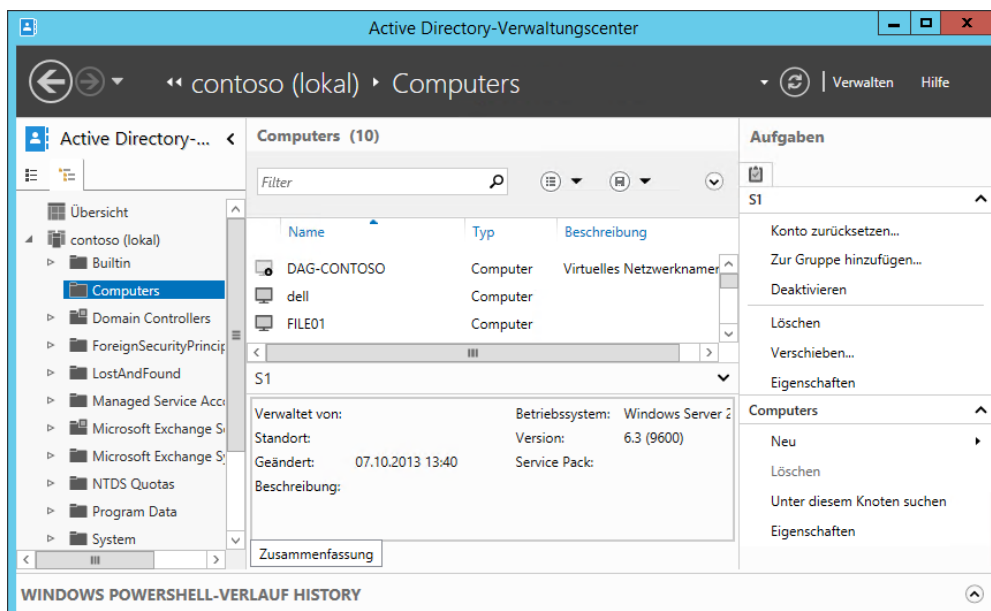 Active Directory-Verwaltungscenter
contoso (lokal) Computers
Verwalten Hilfe
Active Directory-...
Übersicht
contoso (lokal)
Builtin
Computers
Domain Controllers
ForeignSecurityPrincip
LostAndFound
Managed Service Acc
Microsoft Exchange S
Microsoft Exchange S
NTDS Quotas
Program Data
System
Computers (10)
Filter
Name Typ Beschreibung
DAG-CONTOSO Computer Virtuelles Netzwerknamen
dell Computer
FILE01 Computer
S1
Verwaltet von: Betriebssystem: Windows Server 2
Standort: Version: 6.3 (9600)
Geändert: 07.10.2013 13:40 Service Pack:
Beschreibung:
Zusammenfassung
Aufgaben
S1
Konto zurücksetzen...
Zur Gruppe hinzufügen...
Deaktivieren
Löschen
Verschieben...
Eigenschaften
Computers
Neu
Löschen
Unter diesem Knoten suchen
Eigenschaften
WINDOWS POWERSHELL-VERLAUF HISTORY